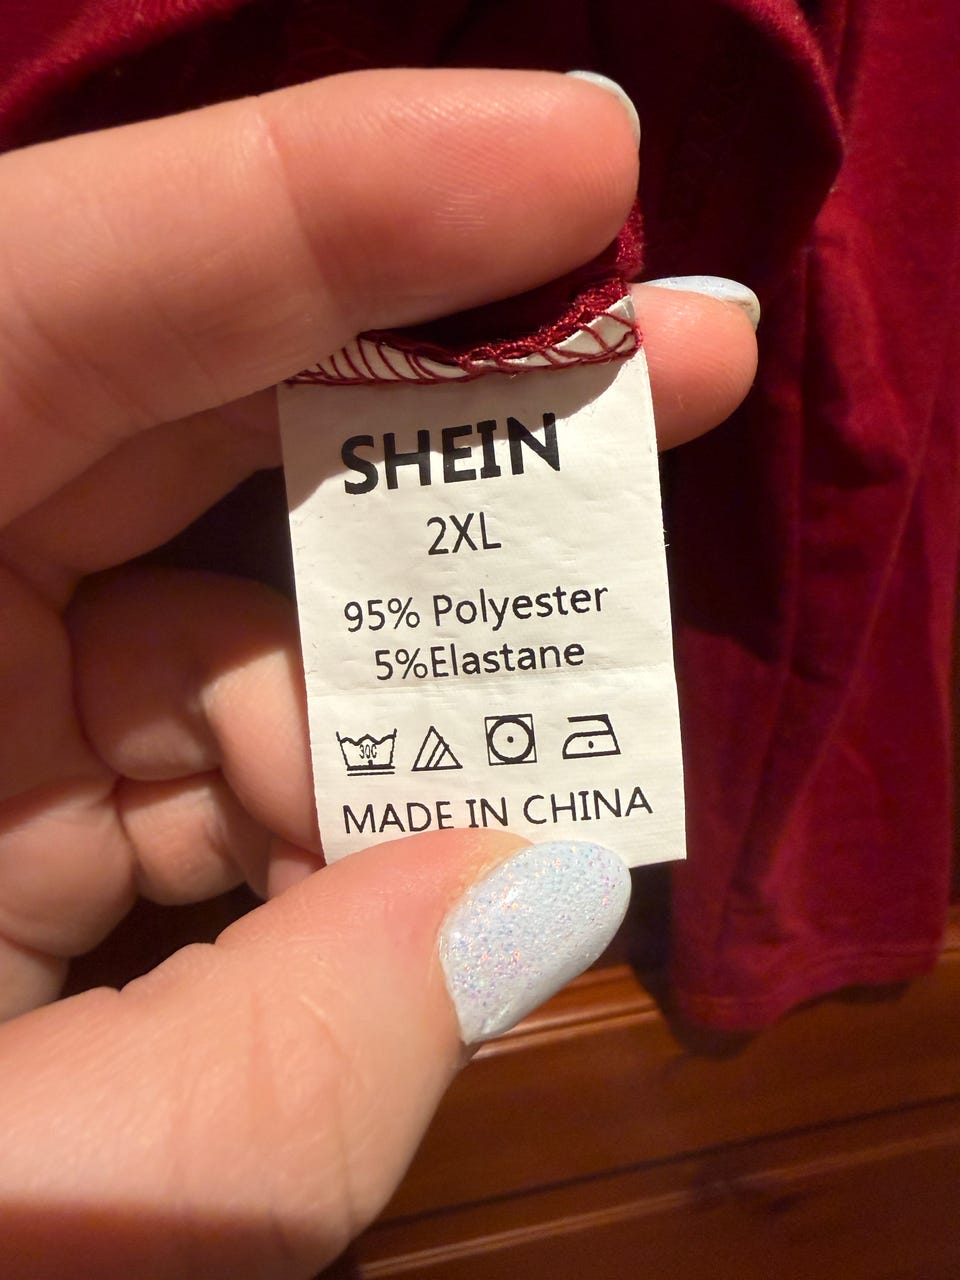 SHEIN
2XL
95% Polyester
5%Elastane
30C
MADE IN CHINA